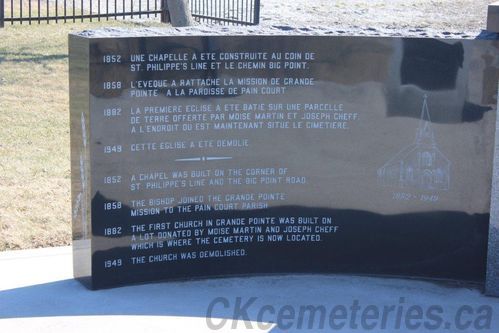 1852 UNE CHAPELLE A ETE CONSTRUITE AU COIN DE
ST. PHILIPPE'S LINE ET LE CHEMIN BIG POINT.
1858 L'EVEQUE A RATTACHE LA MISSION DE GRANDE
POINTE A LA PAROISSE DE PAIN COURT.
1882 LA PREMIERE EGLISE A ETE BATIE SUR UNE PARCELLE
DE TERRE OFFERTE PAR MOISE MARTIN ET JOSEPH CHEFF.
A L'ENDROIT OU EST MAINTENANT SITUE LE CIMETIERE.
1949 CETTE EGLISE A ETE DEMOLIE.
1852 A CHAPEL WAS BUILT ON THE CORNER OF
ST. PHILIPPE'S LINE AND THE BIG POINT ROAD.
1858 THE BISHOP JOINED THE GRANDE POINTE
MISSION TO THE PAIN COURT PARISH.
1882 THE FIRST CHURCH IN GRANDE POINTE WAS BUILT ON
A LOT DONATED BY MOISE MARTIN AND JOSEPH CHEFF
WHICH IS WHERE THE CEMETERY IS NOW LOCATED.
1949 THE CHURCH WAS DEMOLISHED.
1882 - 1949
CKcemeteries.ca